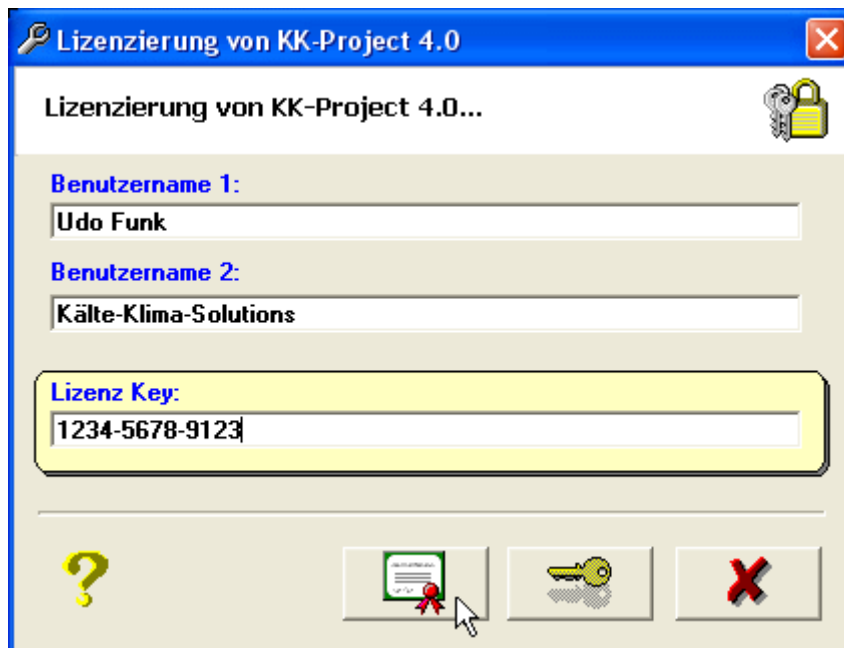 Lizenzierung von KK-Project 4.0
Lizenzierung von KK-Project 4.0...
Benutzername 1:
Udo Funk
Benutzername 2:
Kälte-Klima-Solutions
Lizenz Key:
1234-5678-9123
?